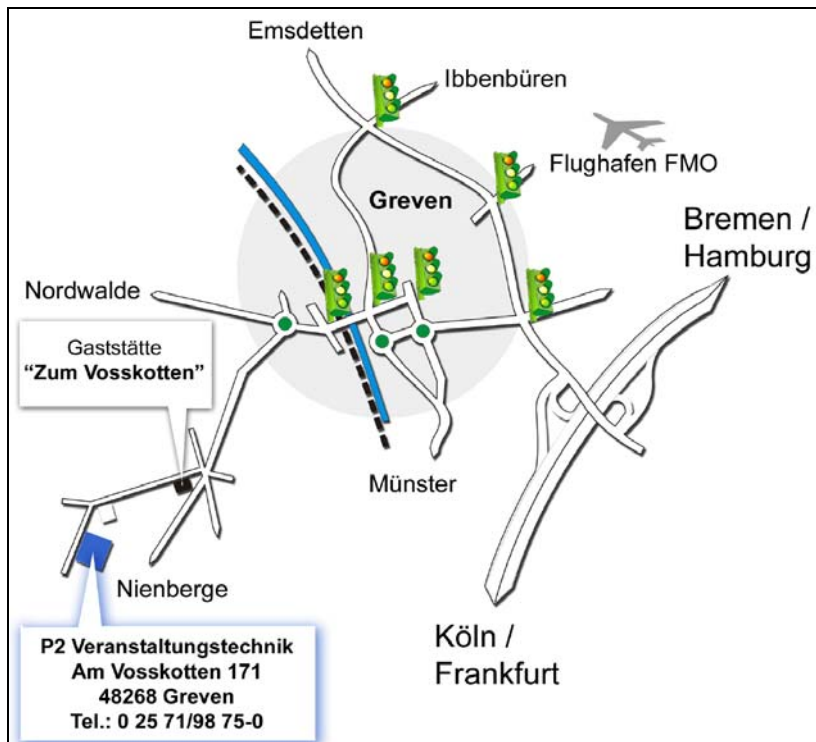 Emsdetten
Ibbenbüren
Flughafen FMO
Greven
Bremen /
Hamburg
Nordwalde
Gaststätte
“Zum Vosskotten”
Münster
Nienberge
Köln /
Frankfurt
P2 Veranstaltungstechnik
Am Vosskotten 171
48268 Greven
Tel.: 0 25 71/98 75-0